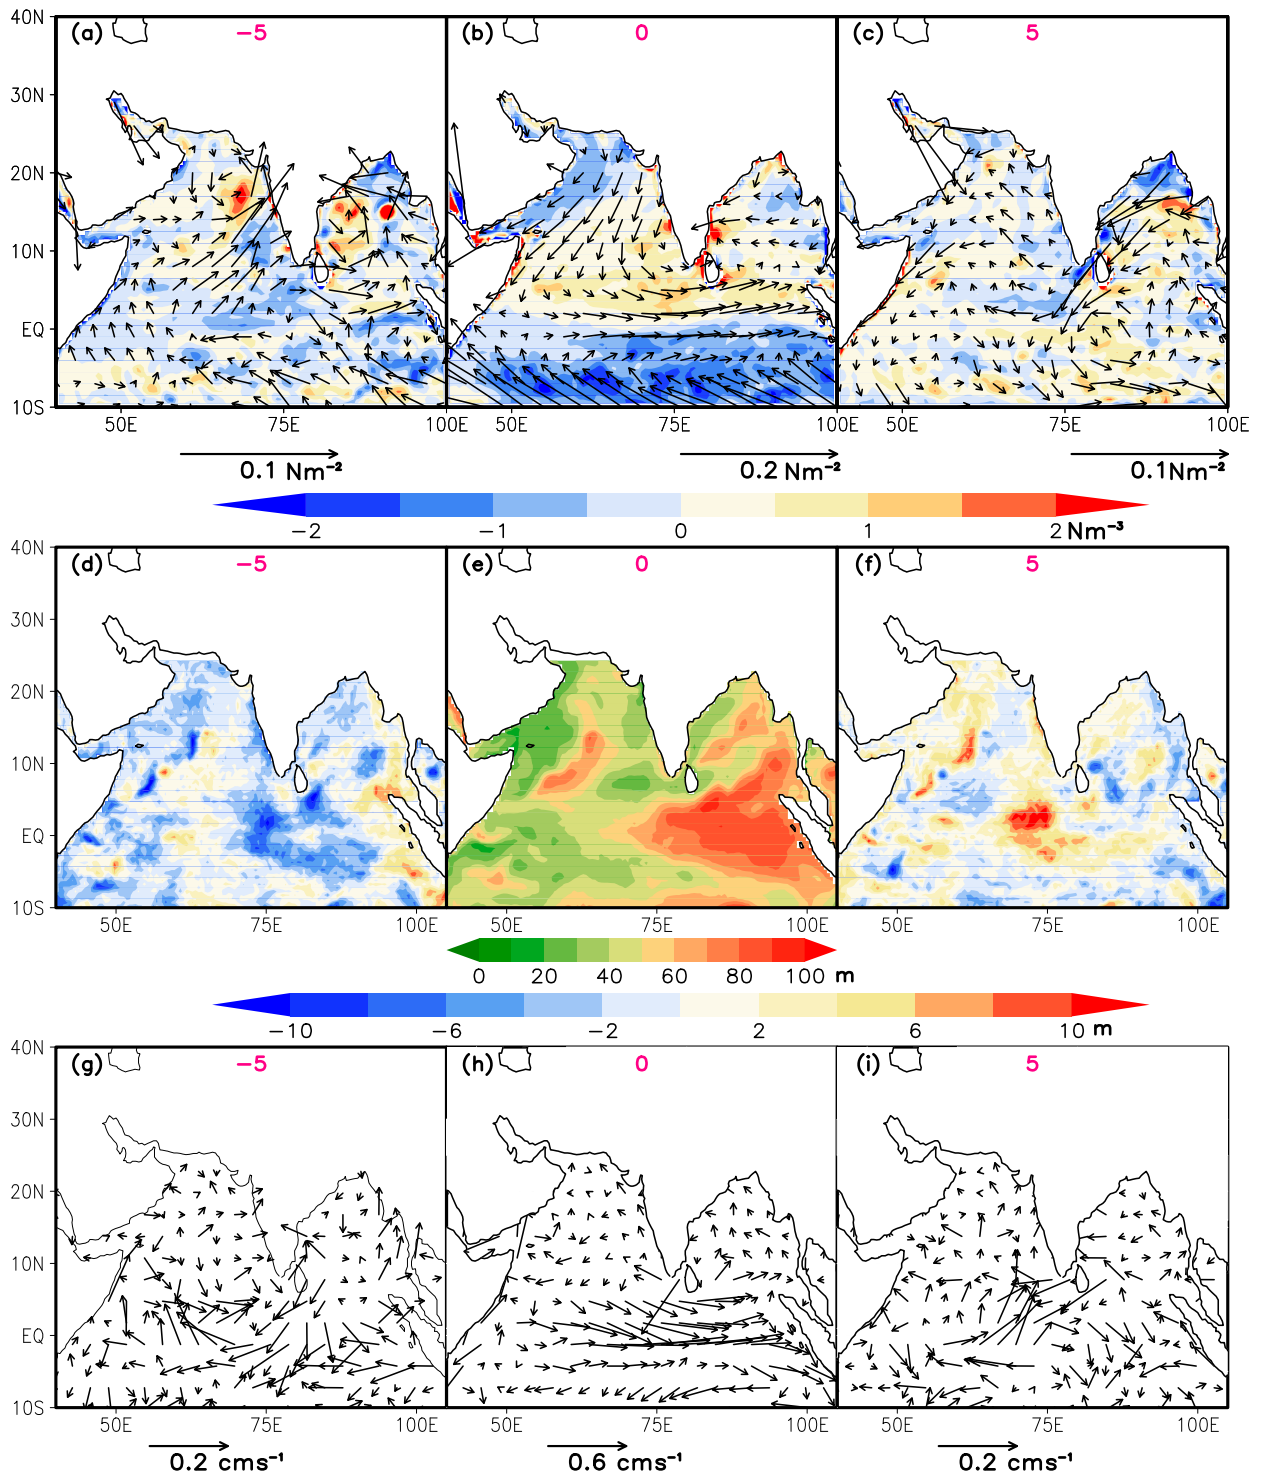 40N (a) −5 (b) 0 (c) 5
30N
20N
10N
EQ
10S
50E 75E 100E 50E 75E 100E 50E 75E 100E
0.1 Nm⁻² 0.2 Nm⁻² 0.1Nm⁻²
−2 −1 0 1 2 Nm⁻³
40N (d) −5 (e) 0 (f) 5
30N
20N
10N
EQ
10S
50E 75E 100E 50E 75E 100E 50E 75E 100E
0 20 40 60 80 100 m
−10 −6 −2 2 6 10 m
40N (g) −5 (h) 0 (i) 5
30N
20N
10N
EQ
10S
50E 75E 100E 50E 75E 100E 50E 75E 100E
0.2 cms⁻¹ 0.6 cms⁻¹ 0.2 cms⁻¹